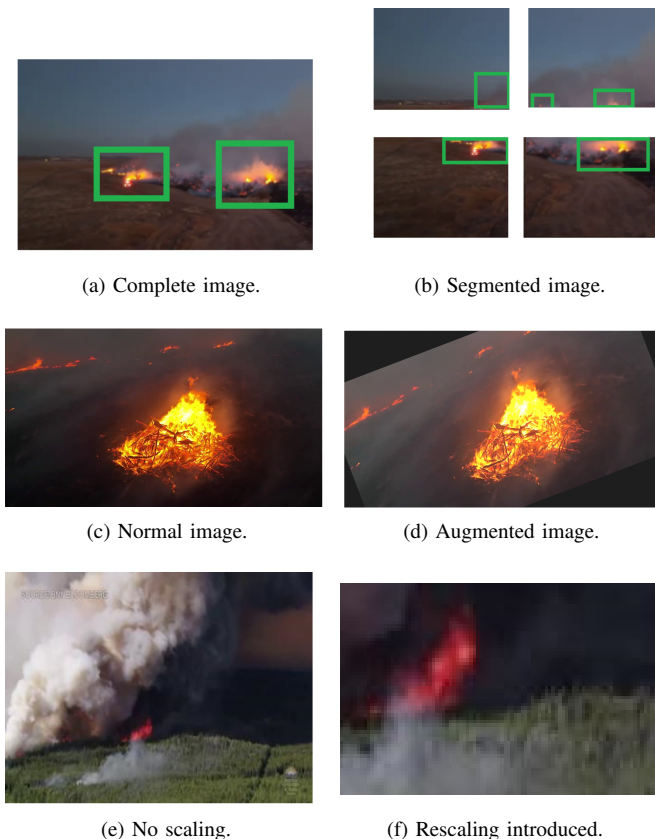 (a) Complete image.
(b) Segmented image.
(c) Normal image.
(d) Augmented image.
(e) No scaling.
(f) Rescaling introduced.